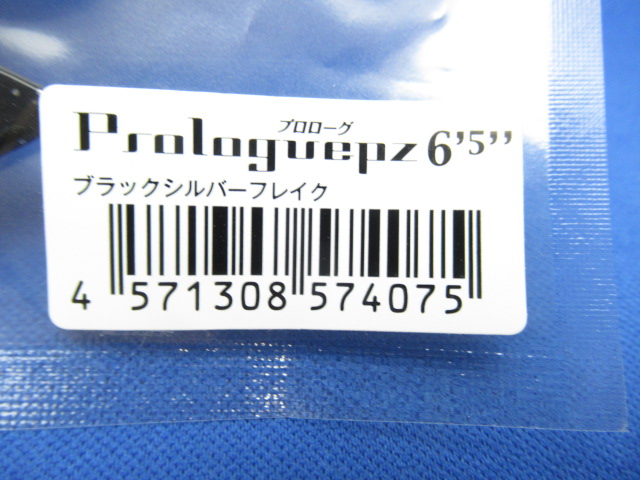 プロローグ
Prologuepz 6’5’’
ブラックシルバーフレイク
4 571308 574075